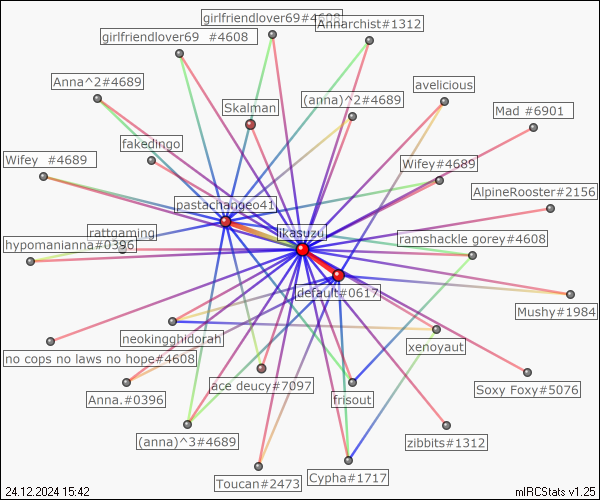 girlfriendlover69#4608
Annarchist#1312
girlfriendlover69 #4608
Anna^2#4689
avelicious
(anna)^2#4689
Skalman
Mad #6901
fakedingo
Wifey #4689
Wifey#4689
AlpineRooster#2156
pastachangeo41
rattgaming
ikasuzu
hypomanianna#0396
ramshackle gorey#4608
default#0617
Mushy#1984
neokingghidorah
xenoyaut
no cops no laws no hope#4608
ace deucy#7097
Soxy Foxy#5076
Anna.#0396
frisout
(anna)^3#4689
zibbits#1312
Toucan#2473
Cypha#1717
24.12.2024 15:42
mIRCStats v1.25